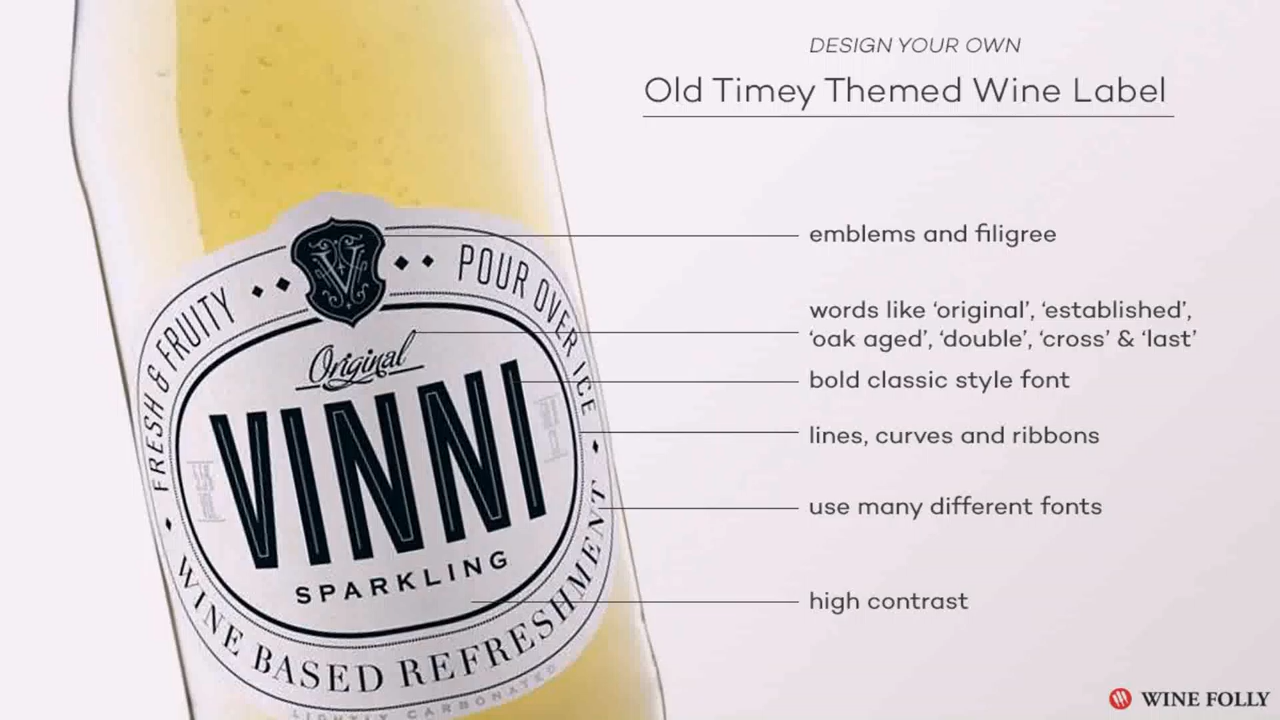 DESIGN YOUR OWN
Old Timey Themed Wine Label
emblems and filigree
words like ‘original’, ‘established’,
‘oak aged’, ‘double’, ‘cross’ & ‘last’
bold classic style font
lines, curves and ribbons
use many different fonts
high contrast
V
FRESH & FRUITY
POUR OVER ICE
Original
VINNI
SPARKLING
WINE BASED REFRESHMENT
LIGHTLY CARBONATED
WINE FOLLY